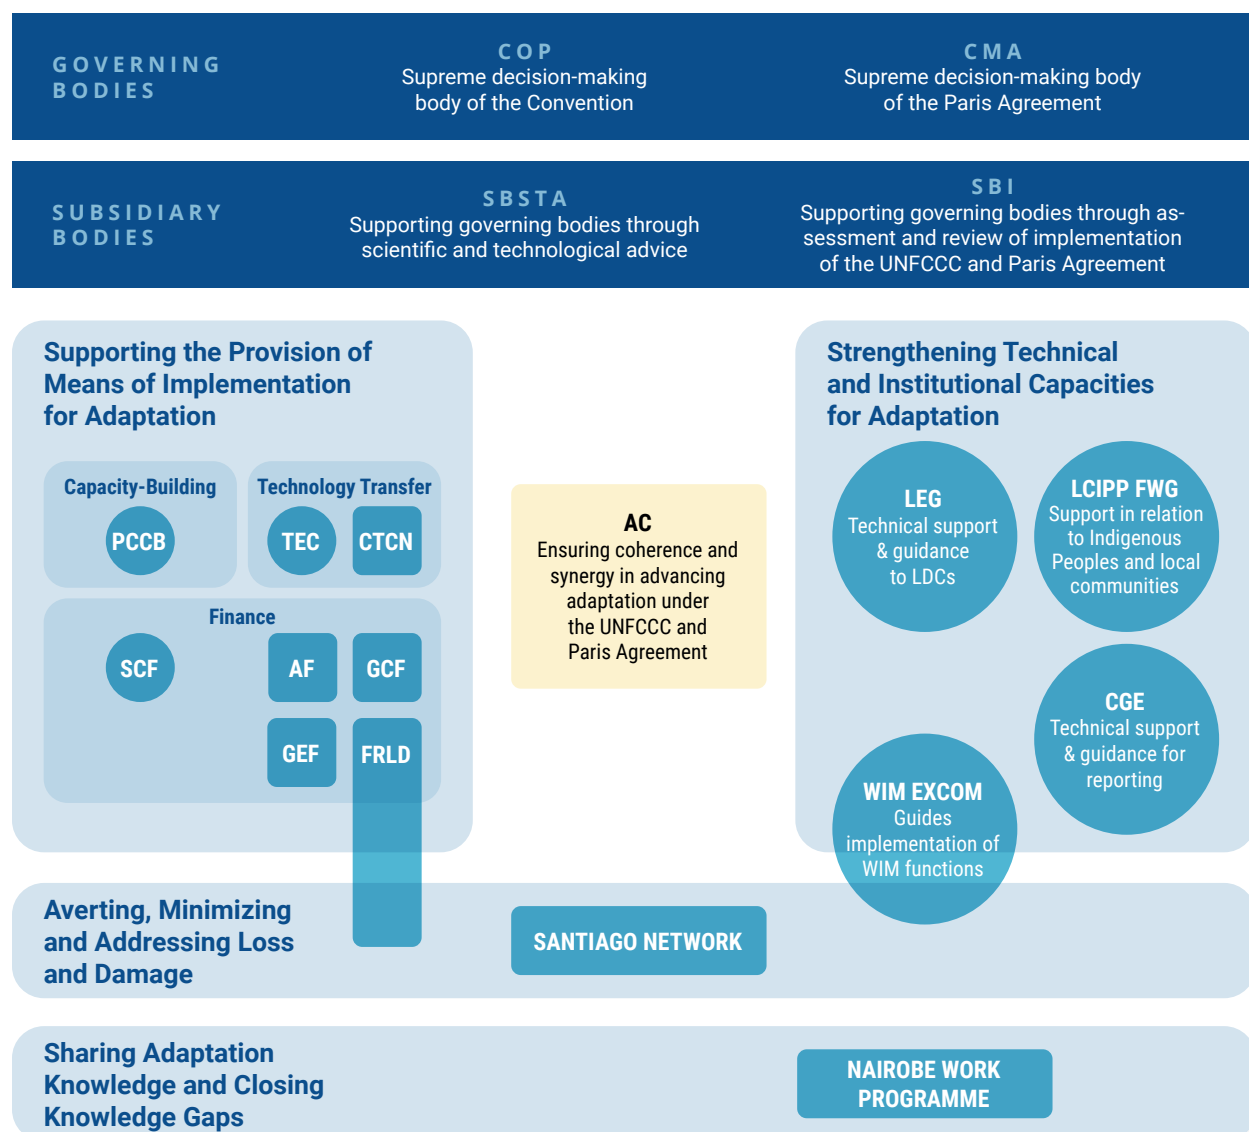 GOVERNING
BODIES
COP
Supreme decision-making
body of the Convention
CMA
Supreme decision-making body
of the Paris Agreement
SUBSIDIARY
BODIES
SBSTA
Supporting governing bodies through
scientific and technological advice
SBI
Supporting governing bodies through as-
sessment and review of implementation
of the UNFCCC and Paris Agreement
Supporting the Provision of
Means of Implementation
for Adaptation
Capacity-Building
PCCB
Technology Transfer
TEC
CTCN
Finance
SCF
AF
GCF
GEF
FRLD
AC
Ensuring coherence and
synergy in advancing
adaptation under
the UNFCCC and
Paris Agreement
Strengthening Technical
and Institutional Capacities
for Adaptation
LEG
Technical support
& guidance
to LDCs
LCIPP FWG
Support in relation
to Indigenous
Peoples and local
communities
CGE
Technical support
& guidance for
reporting
WIM EXCOM
Guides
implementation of
WIM functions
Averting, Minimizing
and Addressing Loss
and Damage
SANTIAGO NETWORK
Sharing Adaptation
Knowledge and Closing
Knowledge Gaps
NAIROBE WORK
PROGRAMME